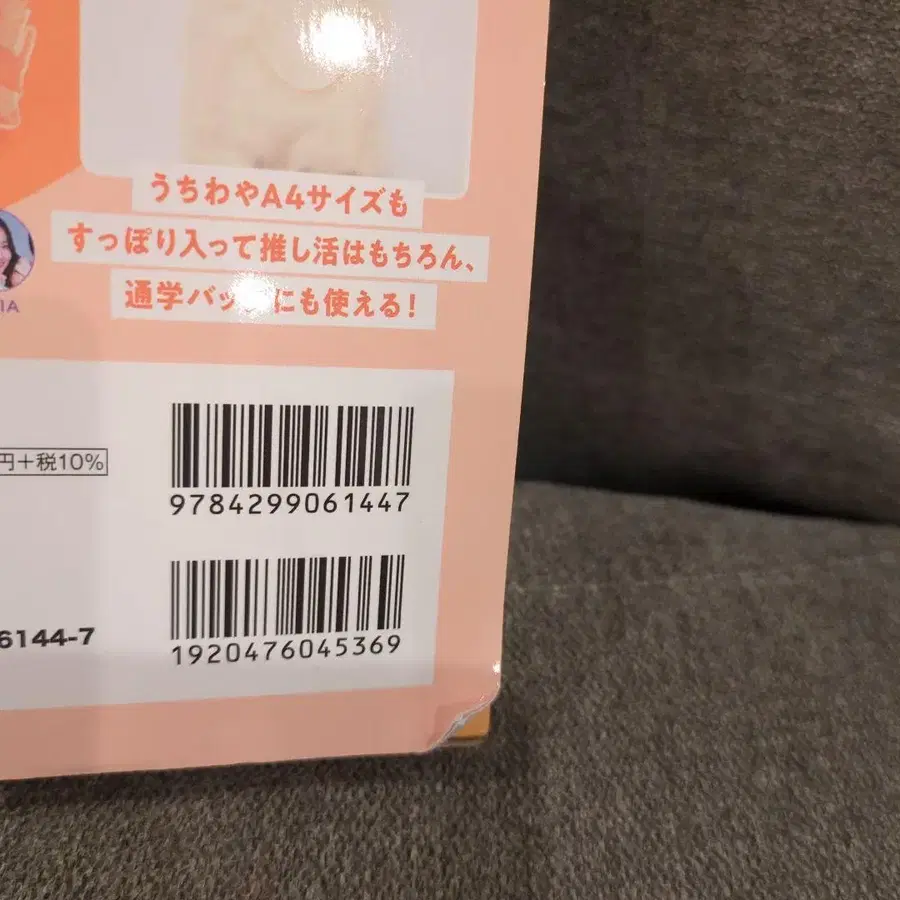 うちわやA4サイズも
すっぽり入って推し活はもちろん、
通学バッ にも使える!
IA
円+税10%
9784299061447
6144-7
1920476045369